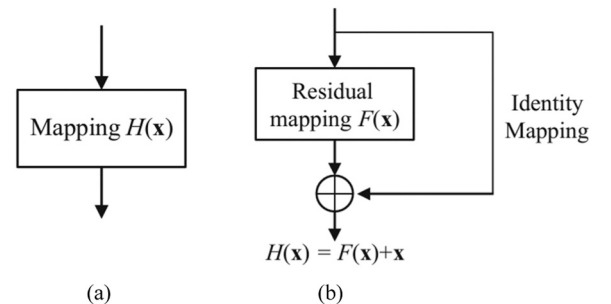 Mapping H(x)
(a)
Residual
mapping F(x)
Identity
Mapping
H(x) = F(x)+x
(b)